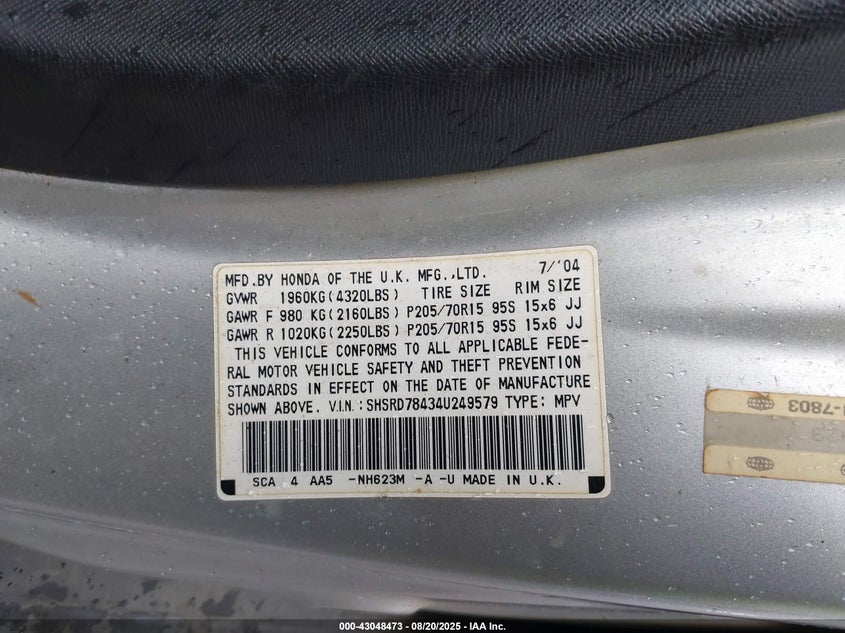 MFD.BY HONDA OF THE U.K. MFG.,LTD. 7/'04
GVWR 1960KG(4320LBS) TIRE SIZE RIM SIZE
GAWR F 980 KG(2160LBS) P205/70R15 95S 15x6 JJ
GAWR R 1020KG(2250LBS) P205/70R15 95S 15x6 JJ
THIS VEHICLE CONFORMS TO ALL APPLICABLE FEDE-
RAL MOTOR VEHICLE SAFETY AND THEFT PREVENTION
STANDARDS IN EFFECT ON THE DATE OF MANUFACTURE
SHOWN ABOVE. V.I.N.:SHSRD78434U249579 TYPE: MPV
SCA 4 AA5 -NH623M -A -U MADE IN U.K.
-7803
000-43048473 — 08/20/2025 — IAA Inc.